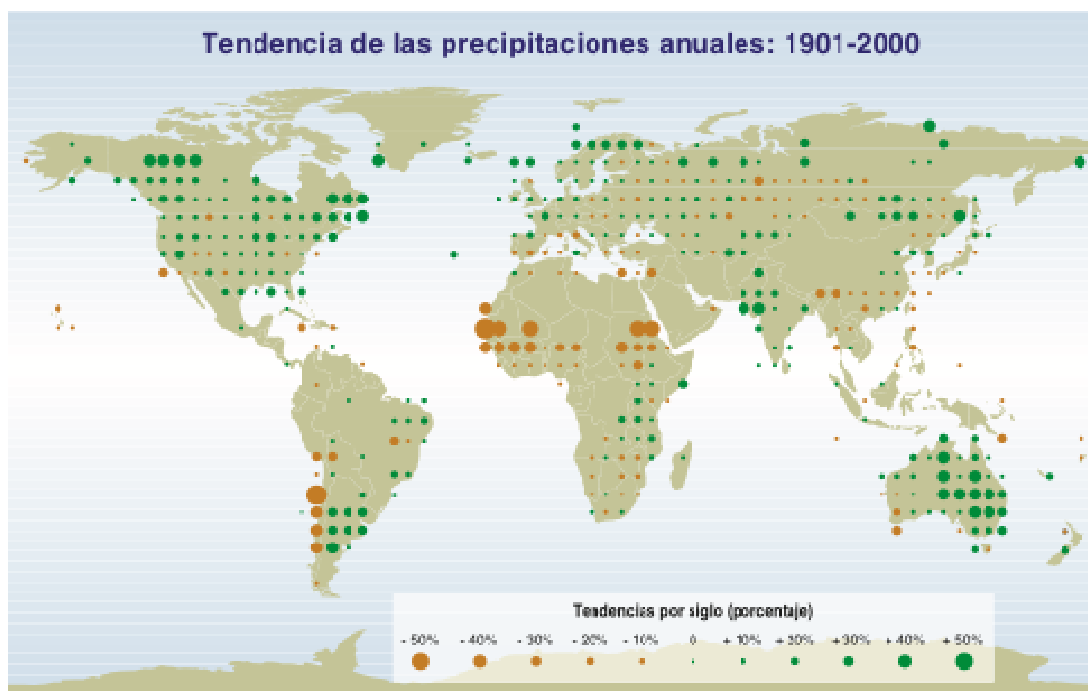 Tendencia de las precipitaciones anuales: 1901-2000
Tendencias por siglo (porcentaje)
- 50% - 40% - 30% - 20% - 10% 0 + 10% + 20% + 30% + 40% + 50%